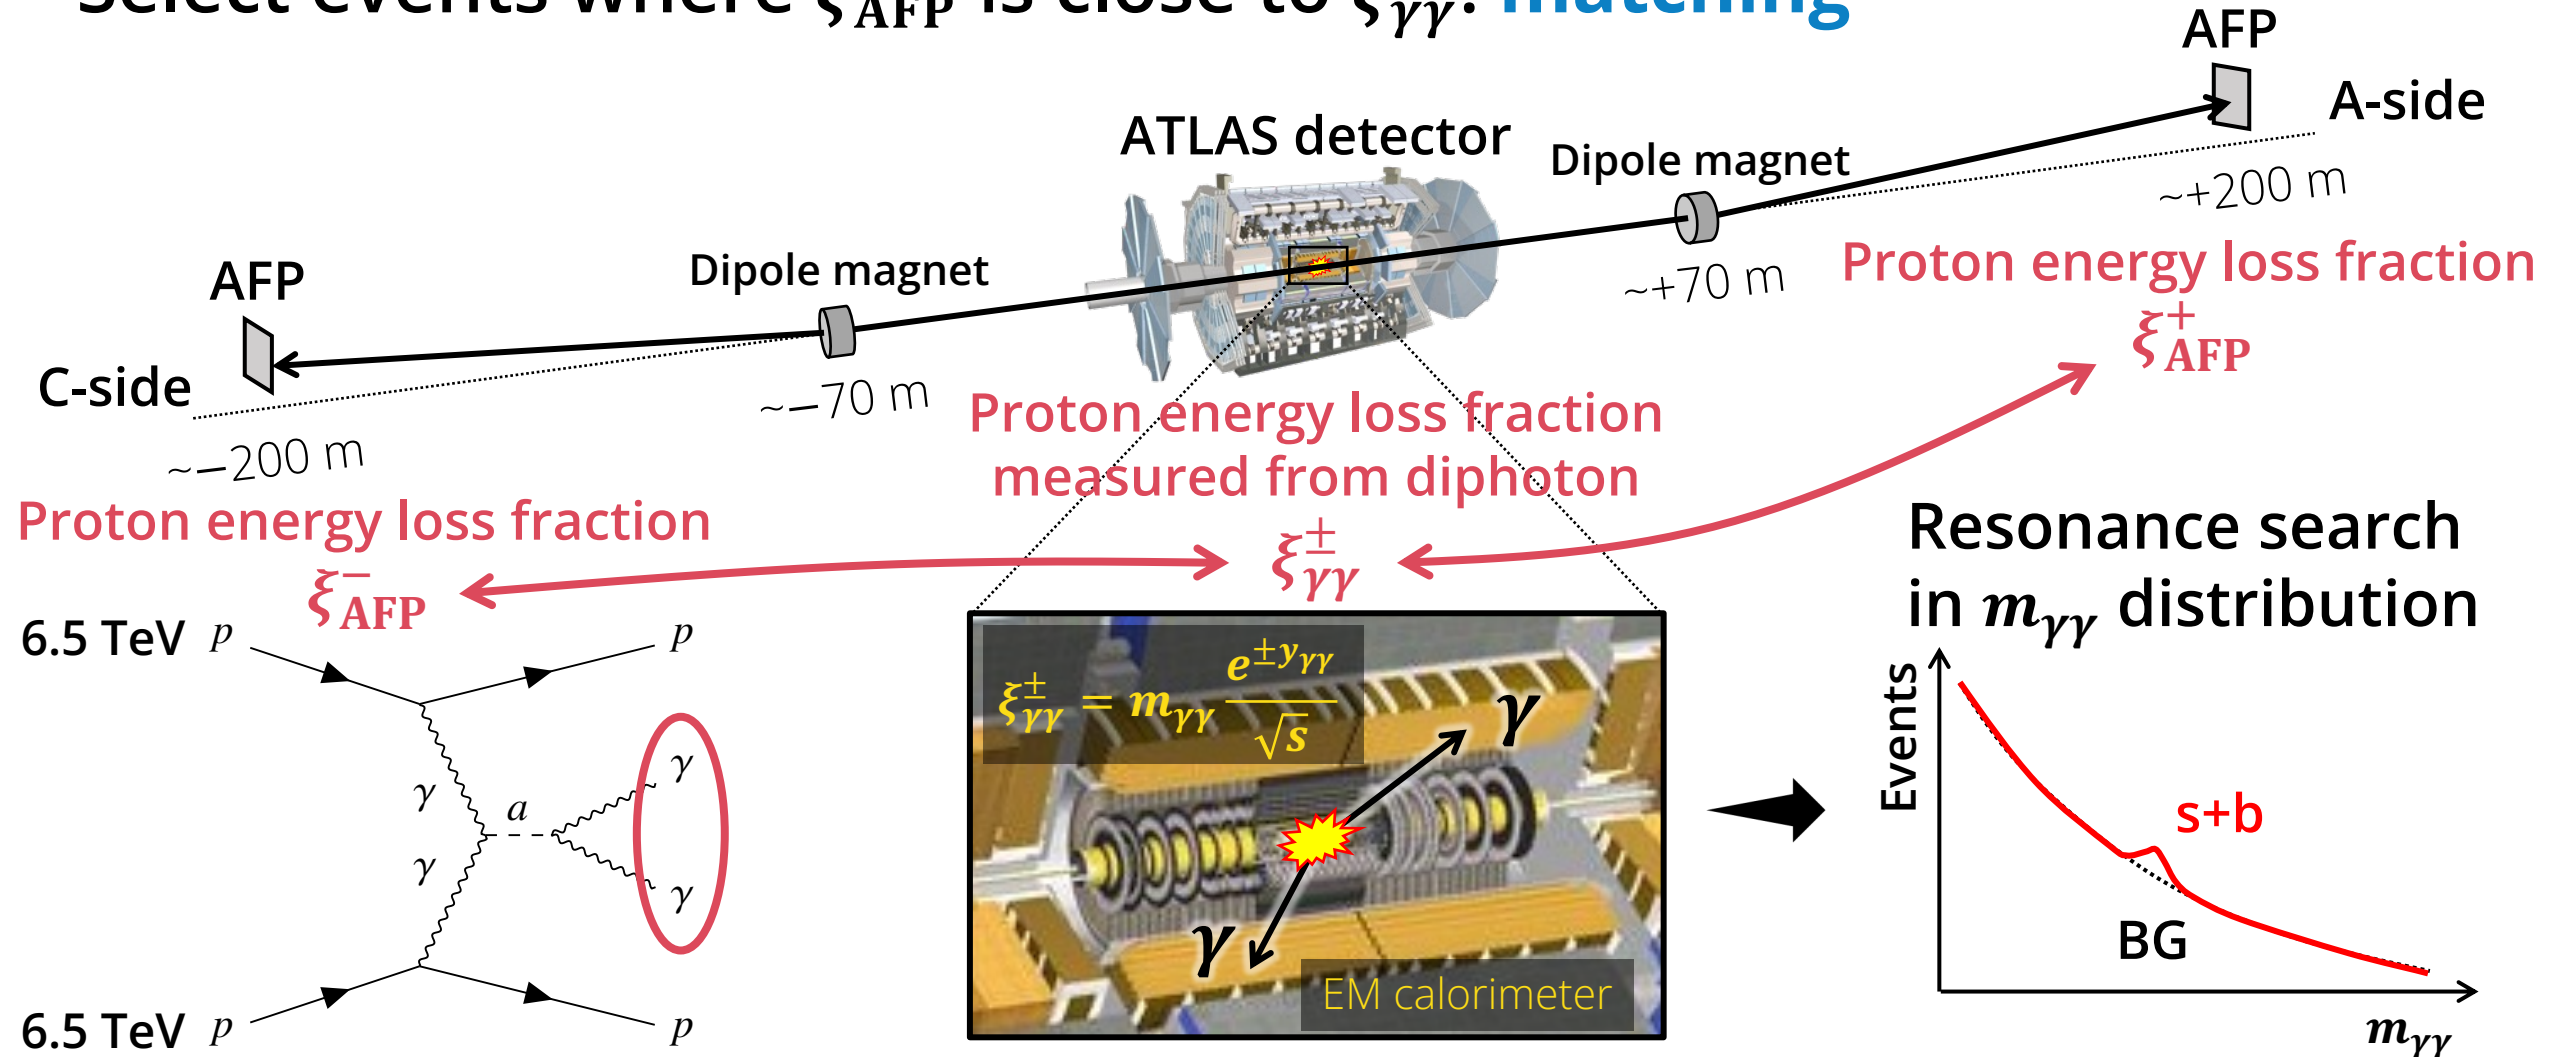 Select events where ξ_AFP is close to ξ_γγ: matching
AFP
A-side
ATLAS detector
Dipole magnet
~+200 m
Dipole magnet
~+70 m
Proton energy loss fraction
ξ⁺_AFP
AFP
C-side
~−70 m
~−200 m
Proton energy loss fraction
measured from diphoton
ξ±_γγ
Proton energy loss fraction
ξ⁻_AFP
Resonance search
in m_γγ distribution
6.5 TeV p
p
γ
γ
a
γ
γ
6.5 TeV p
p
ξ±_γγ = m_γγ e^{±y_γγ}/√s
γ
γ
EM calorimeter
Events
s+b
BG
m_γγ